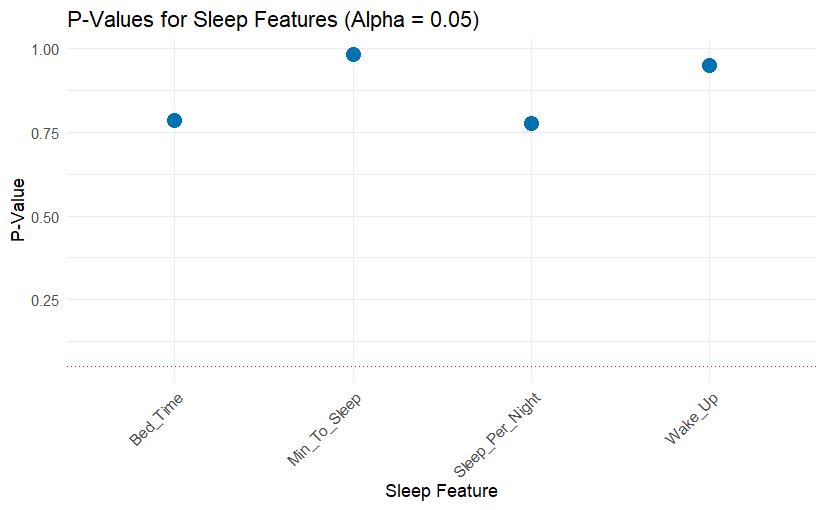 P-Values for Sleep Features (Alpha = 0.05)
P-Value
1.00
0.75
0.50
0.25
Bed_Time
Min_To_Sleep
Sleep_Per_Night
Wake_Up
Sleep Feature